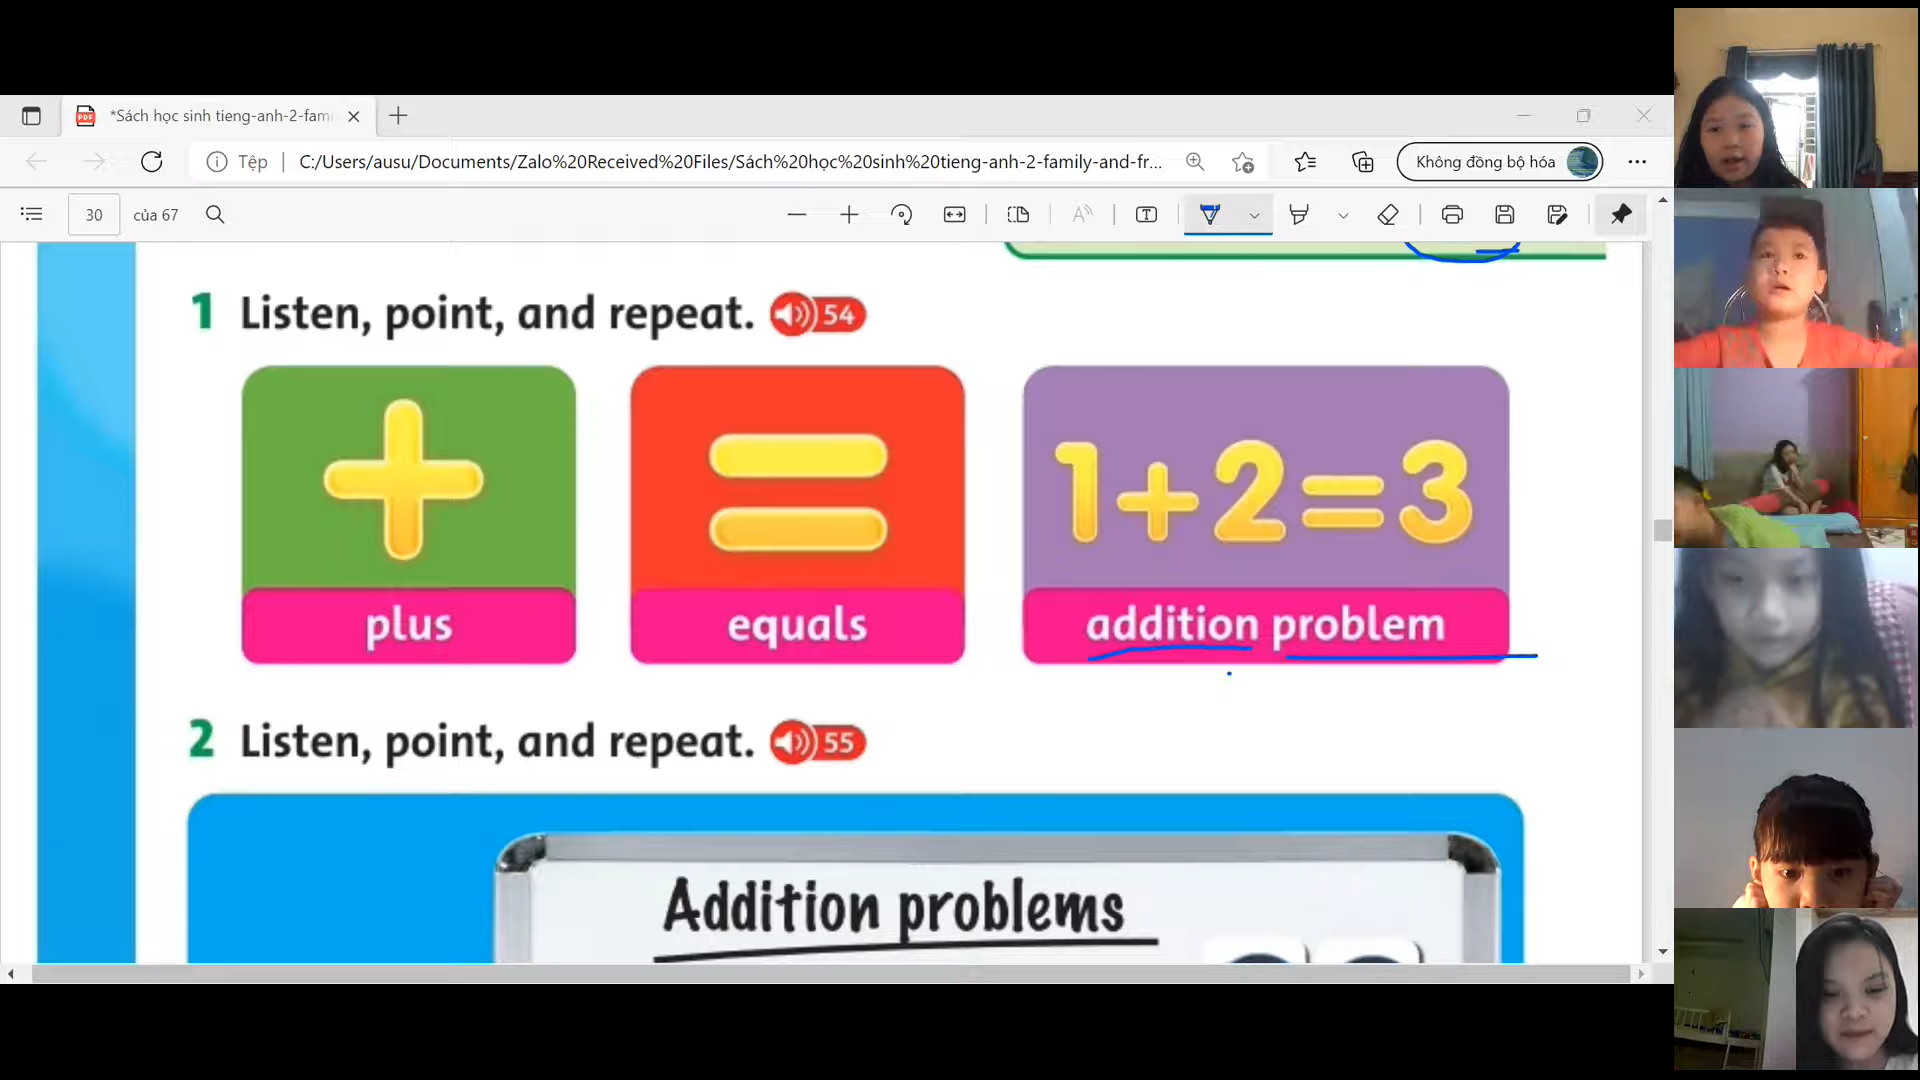 *Sách học sinh tieng-anh-2-fam
Tệp
C:/Users/ausu/Documents/Zalo%20Received%20Files/Sách%20học%20sinh%20tieng-anh-2-family-and-fr...
Không đồng bộ hóa
30 của 67
1 Listen, point, and repeat. 54
+ = 1+2=3
plus equals addition problem
2 Listen, point, and repeat. 55
Addition problems